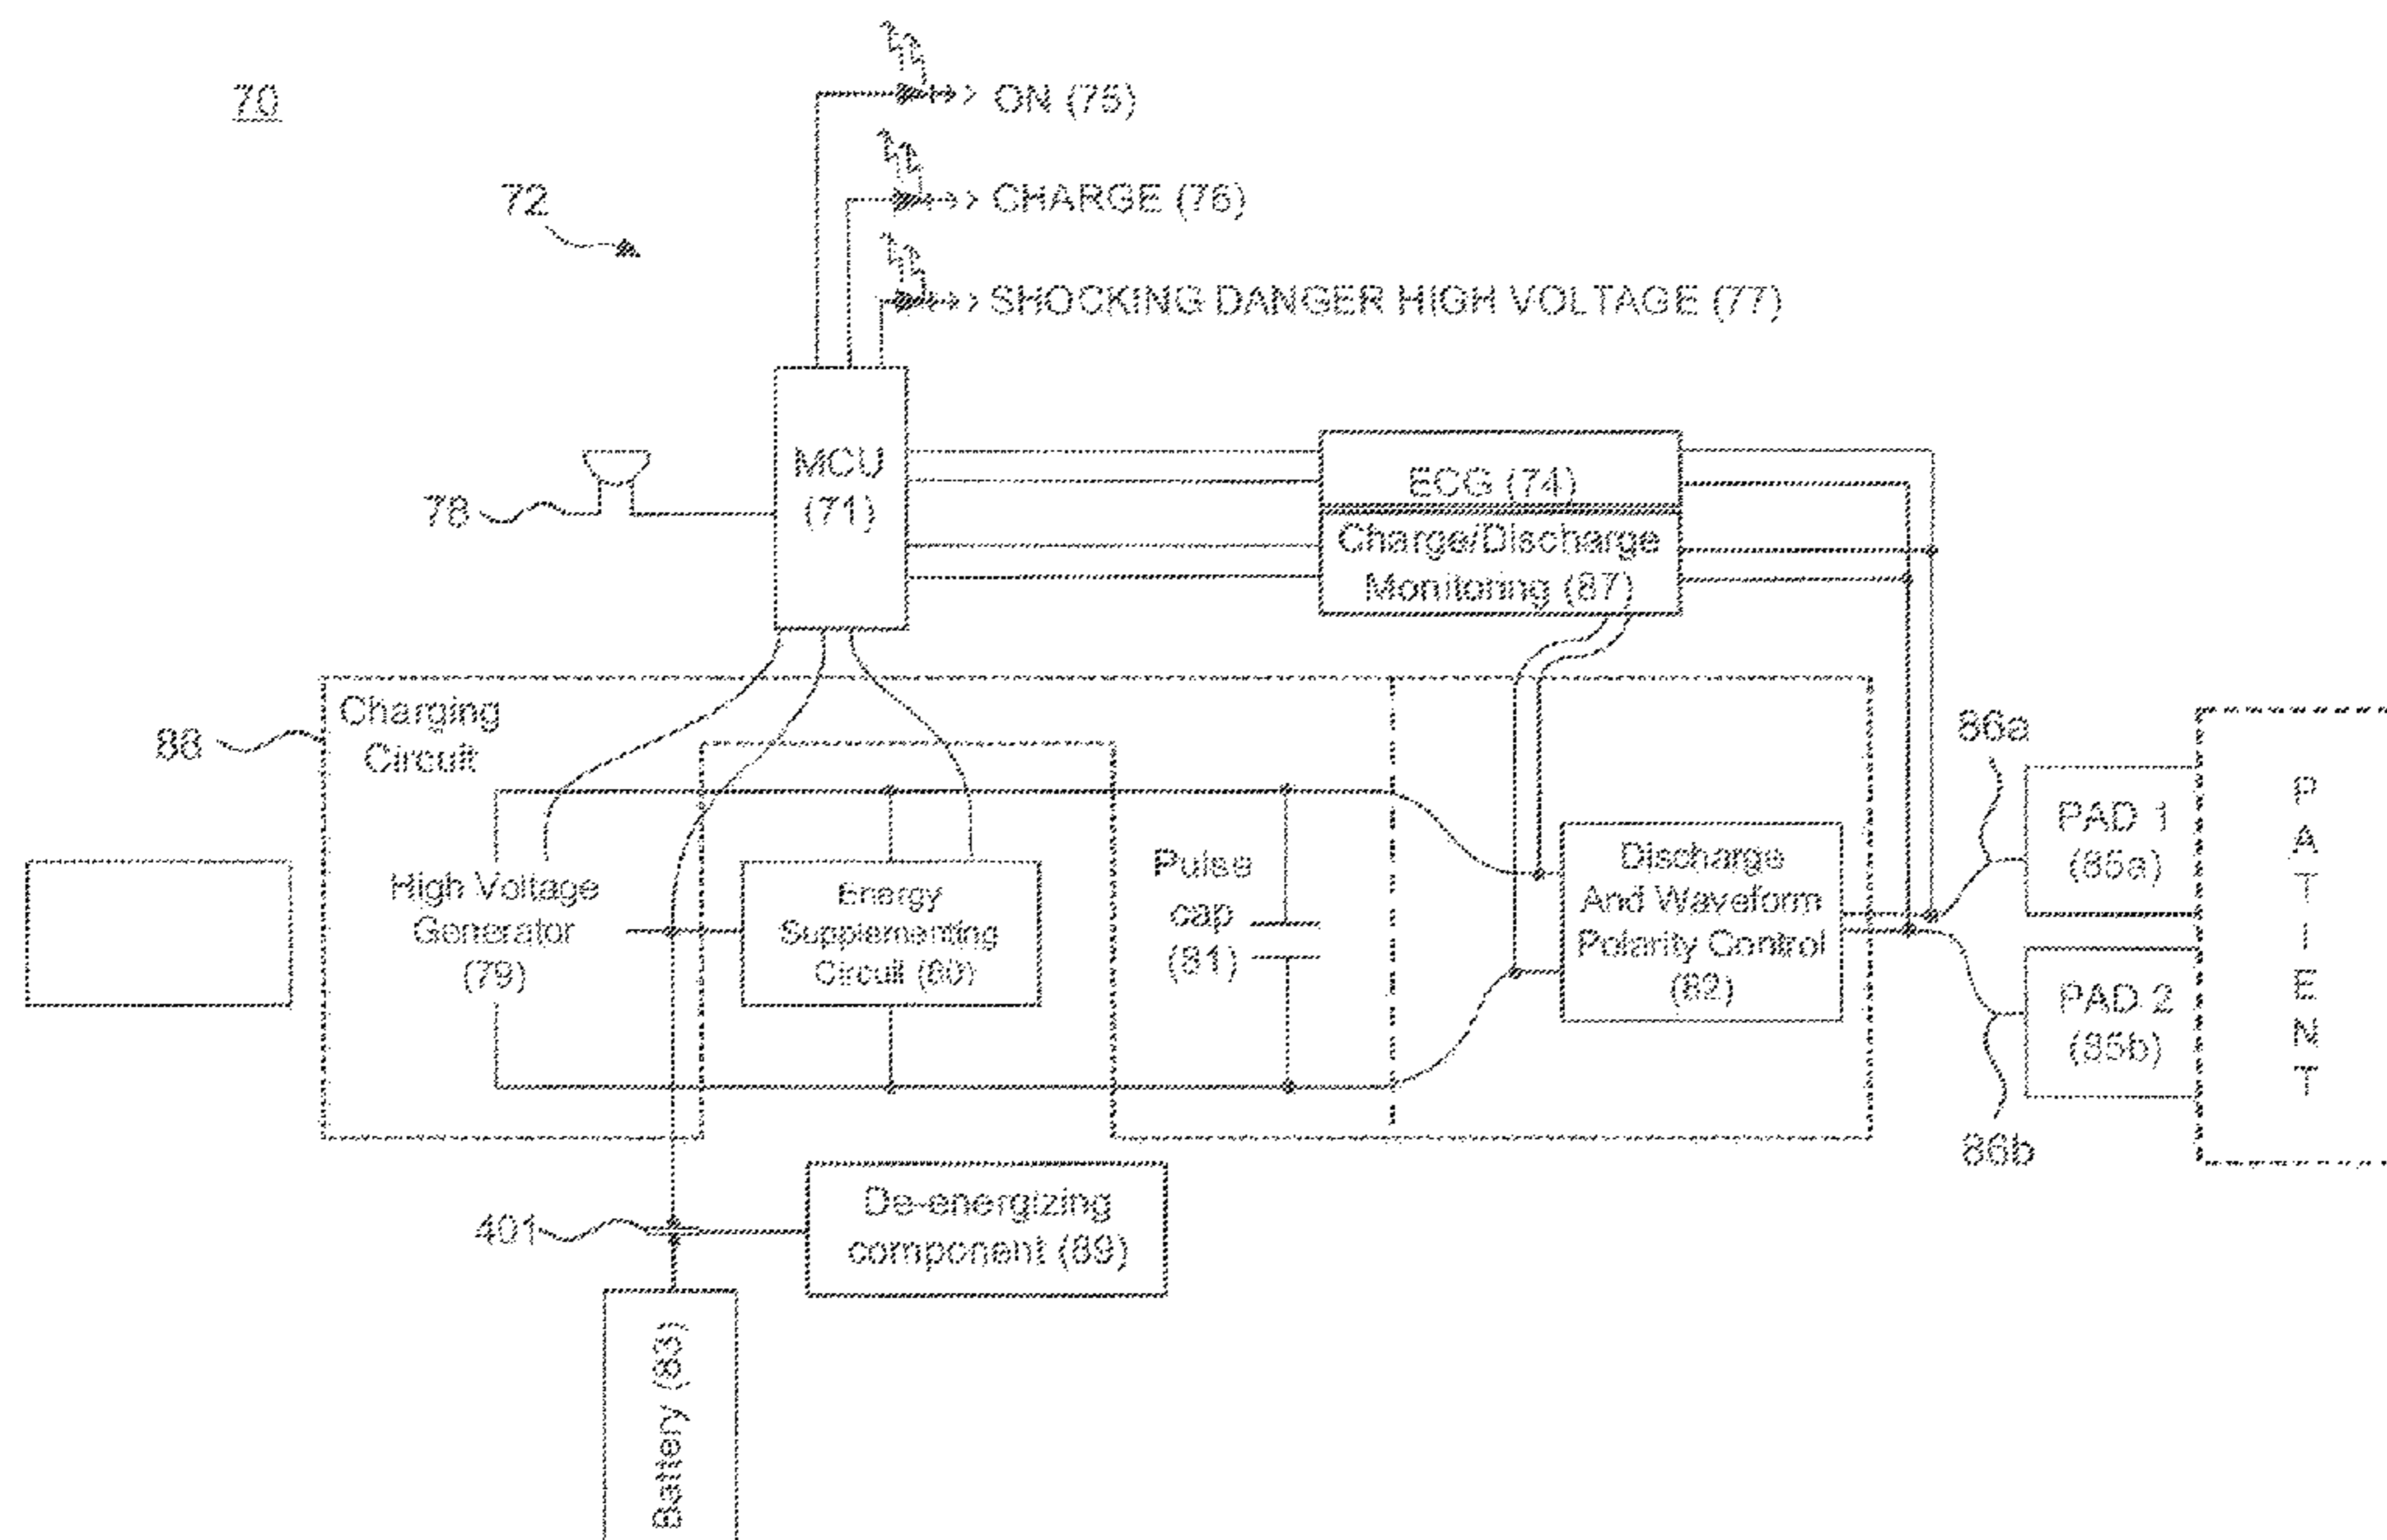 70
ON (75)
72
CHARGE (76)
SHOCKING DANGER HIGH VOLTAGE (77)
MCU
(71)
78
ECG (74)
Charge/Discharge
Monitoring (87)
88
Charging
Circuit
86a
High Voltage
Generator
(79)
Energy
Supplementing
Circuit (80)
Pulse
cap
(81)
Discharge
And Waveform
Polarity Control
(82)
PAD 1
(85a)
PAD 2
(85b)
PATIENT
86b
401
De-energizing
component (89)
Battery (83)